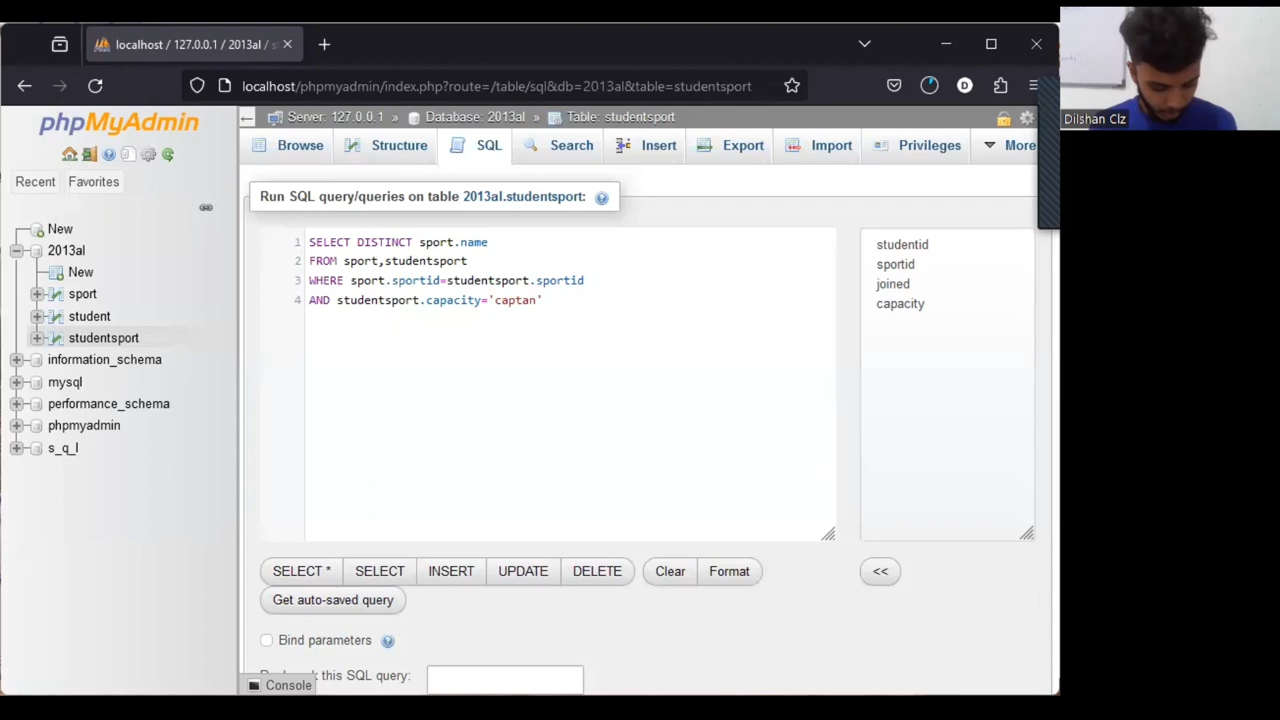 localhost / 127.0.0.1 / 2013al / s
localhost/phpmyadmin/index.php?route=/table/sql&db=2013al&table=studentsport
D
Dilshan Clz
phpMyAdmin
Recent Favorites
New
2013al
New
sport
student
studentsport
information_schema
mysql
performance_schema
phpmyadmin
s_q_l
Server: 127.0.0.1 » Database: 2013al » Table: studentsport
Browse Structure SQL Search Insert Export Import Privileges More
Run SQL query/queries on table 2013al.studentsport:
1 SELECT DISTINCT sport.name
2 FROM sport,studentsport
3 WHERE sport.sportid=studentsport.sportid
4 AND studentsport.capacity='captan'
studentid
sportid
joined
capacity
SELECT * SELECT INSERT UPDATE DELETE Clear Format <<
Get auto-saved query
Bind parameters
this SQL query:
Console